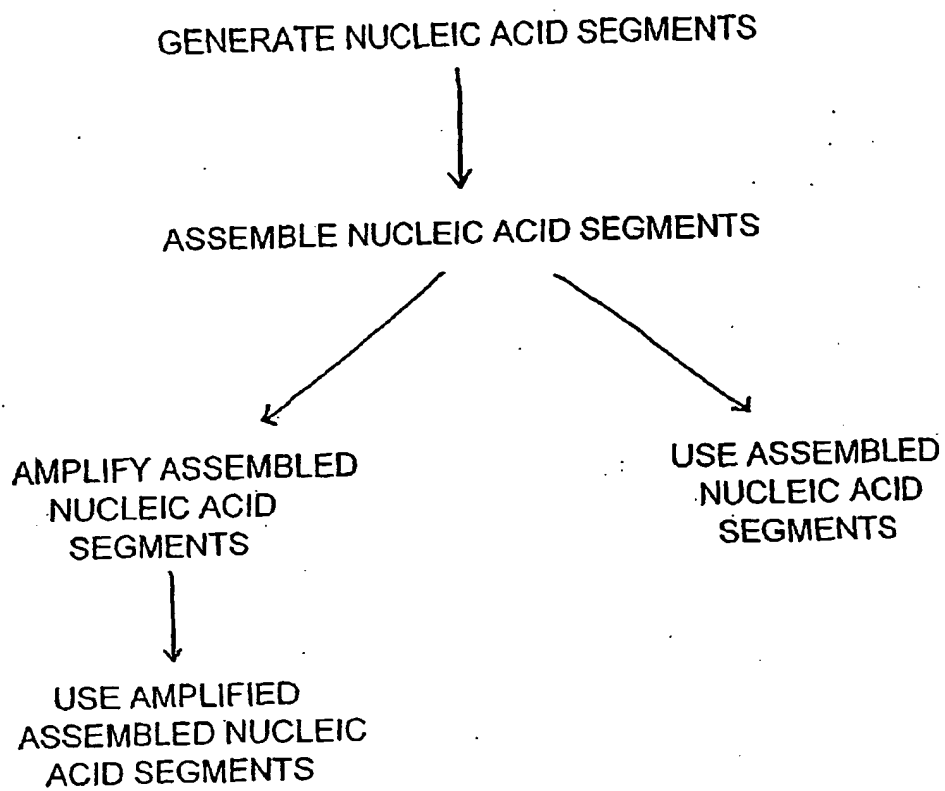 GENERATE NUCLEIC ACID SEGMENTS
ASSEMBLE NUCLEIC ACID SEGMENTS
AMPLIFY ASSEMBLED
NUCLEIC ACID
SEGMENTS
USE ASSEMBLED
NUCLEIC ACID
SEGMENTS
USE AMPLIFIED
ASSEMBLED NUCLEIC
ACID SEGMENTS